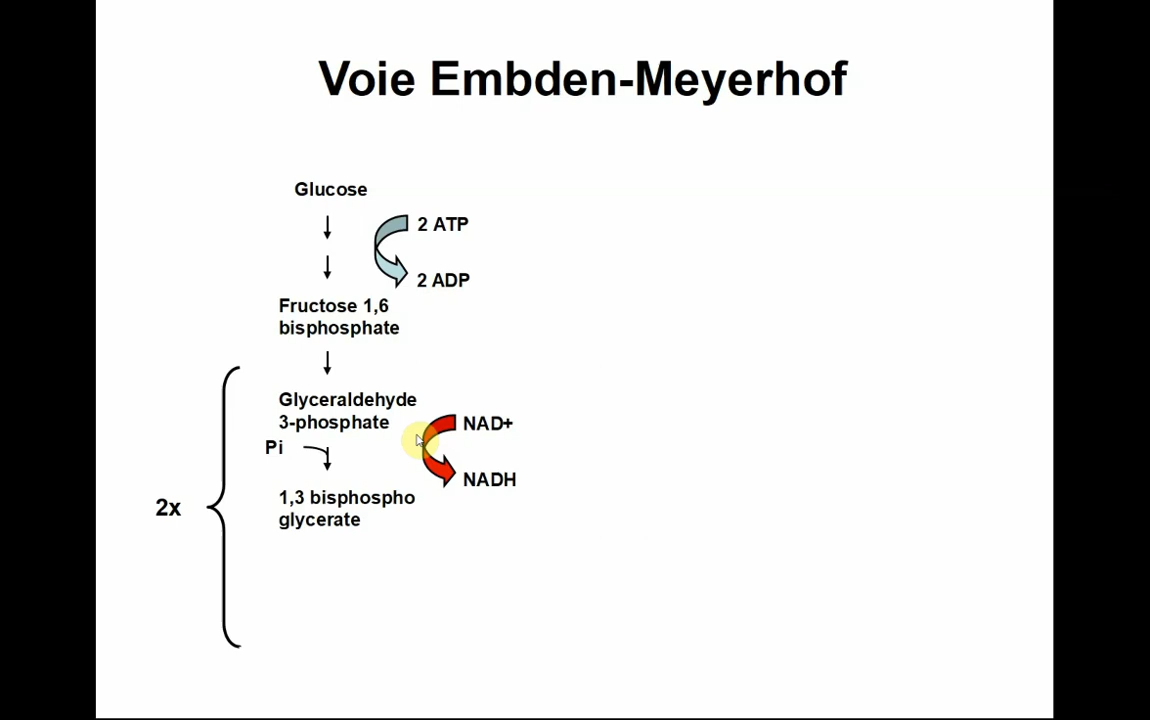 Voie Embden-Meyerhof
Glucose
2 ATP
2 ADP
Fructose 1,6
bisphosphate
Glyceraldehyde
3-phosphate
NAD+
Pi
NADH
1,3 bisphospho
glycerate
2x